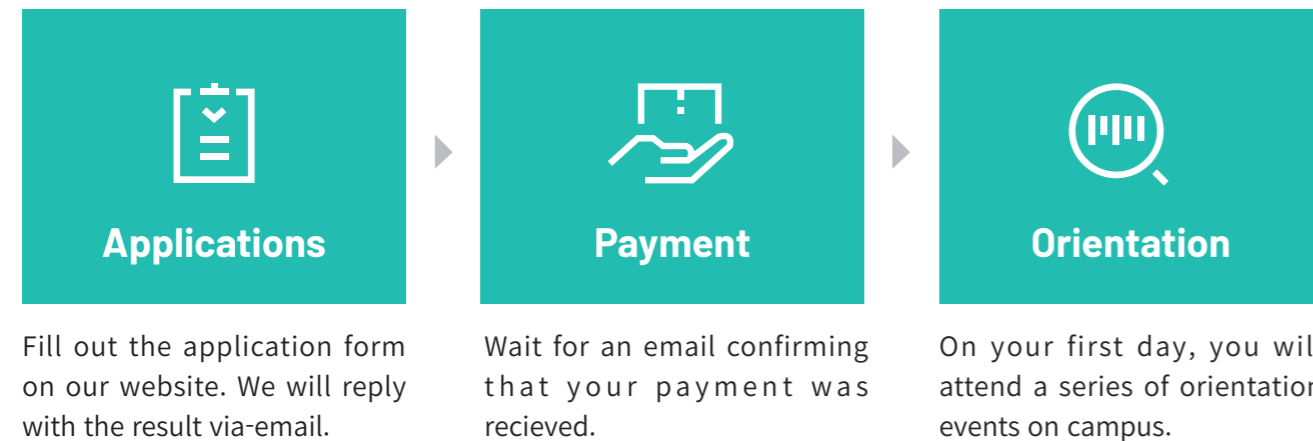 Applications
Fill out the application form
on our website. We will reply
with the result via-email.
Payment
Wait for an email confirming
that your payment was
recieved.
Orientation
On your first day, you wil
attend a series of orientation
events on campus.